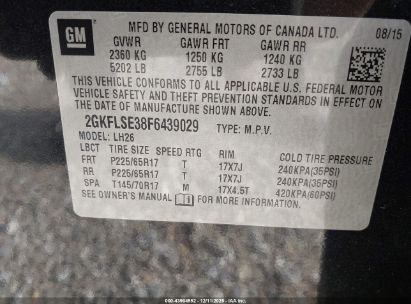 GM
MFD BY GENERAL MOTORS OF CANADA LTD. 08/15
GVWR GAWR FRT GAWR RR
2360 KG 1250 KG 1240 KG
5202 LB 2755 LB 2733 LB
THIS VEHICLE CONFORMS TO ALL APPLICABLE U.S. FEDERAL MOTOR
VEHICLE SAFETY AND THEFT PREVENTION STANDARDS IN EFFECT ON THE
DATE OF MANUFACTURE SHOWN ABOVE.
2GKFLSE38F6439029 TYPE: M.P.V.
MODEL: LH26
LBCT TIRE SIZE SPEED RTG RIM COLD TIRE PRESSURE
FRT P225/65R17 T 17X7J 240KPA(35PSI)
RR P225/65R17 T 17X7J 240KPA(35PSI)
SPA T145/70R17 M 17X4.5T 420KPA(60PSI)
SEE OWNER'S MANUAL FOR ADDITIONAL INFORMATION.